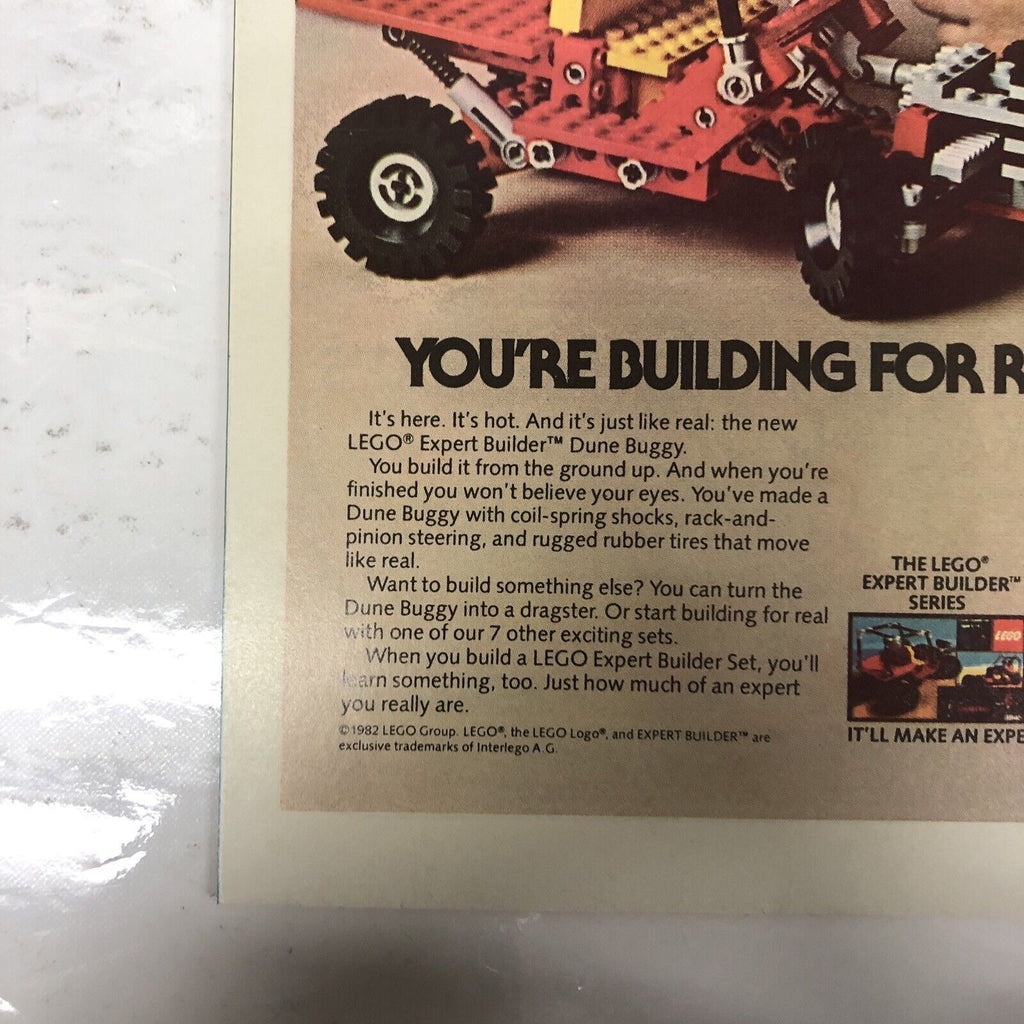 YOU'RE BUILDING FOR R
It's here. It's hot. And it's just like real: the new
LEGO® Expert Builder™ Dune Buggy.
You build it from the ground up. And when you're
finished you won't believe your eyes. You've made a
Dune Buggy with coil-spring shocks, rack-and-
pinion steering, and rugged rubber tires that move
like real.
Want to build something else? You can turn the
Dune Buggy into a dragster. Or start building for real
with one of our 7 other exciting sets.
When you build a LEGO Expert Builder Set, you'll
learn something, too. Just how much of an expert
you really are.
©1982 LEGO Group. LEGO®, the LEGO Logo®, and EXPERT BUILDER™ are
exclusive trademarks of Interlego A.G.
THE LEGO®
EXPERT BUILDER™
SERIES
LEGO
IT'LL MAKE AN EXPE